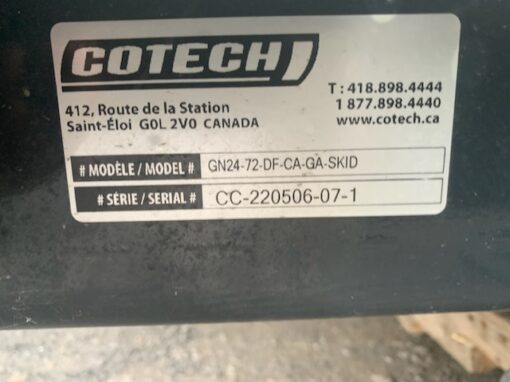 COTECH
412, Route de la Station
Saint-Éloi G0L 2V0 CANADA
T : 418.898.4444
1 877.898.4440
www.cotech.ca
# MODÈLE / MODEL # GN24-72-DF-CA-GA-SKID
# SÉRIE / SERIAL # CC-220506-07-1